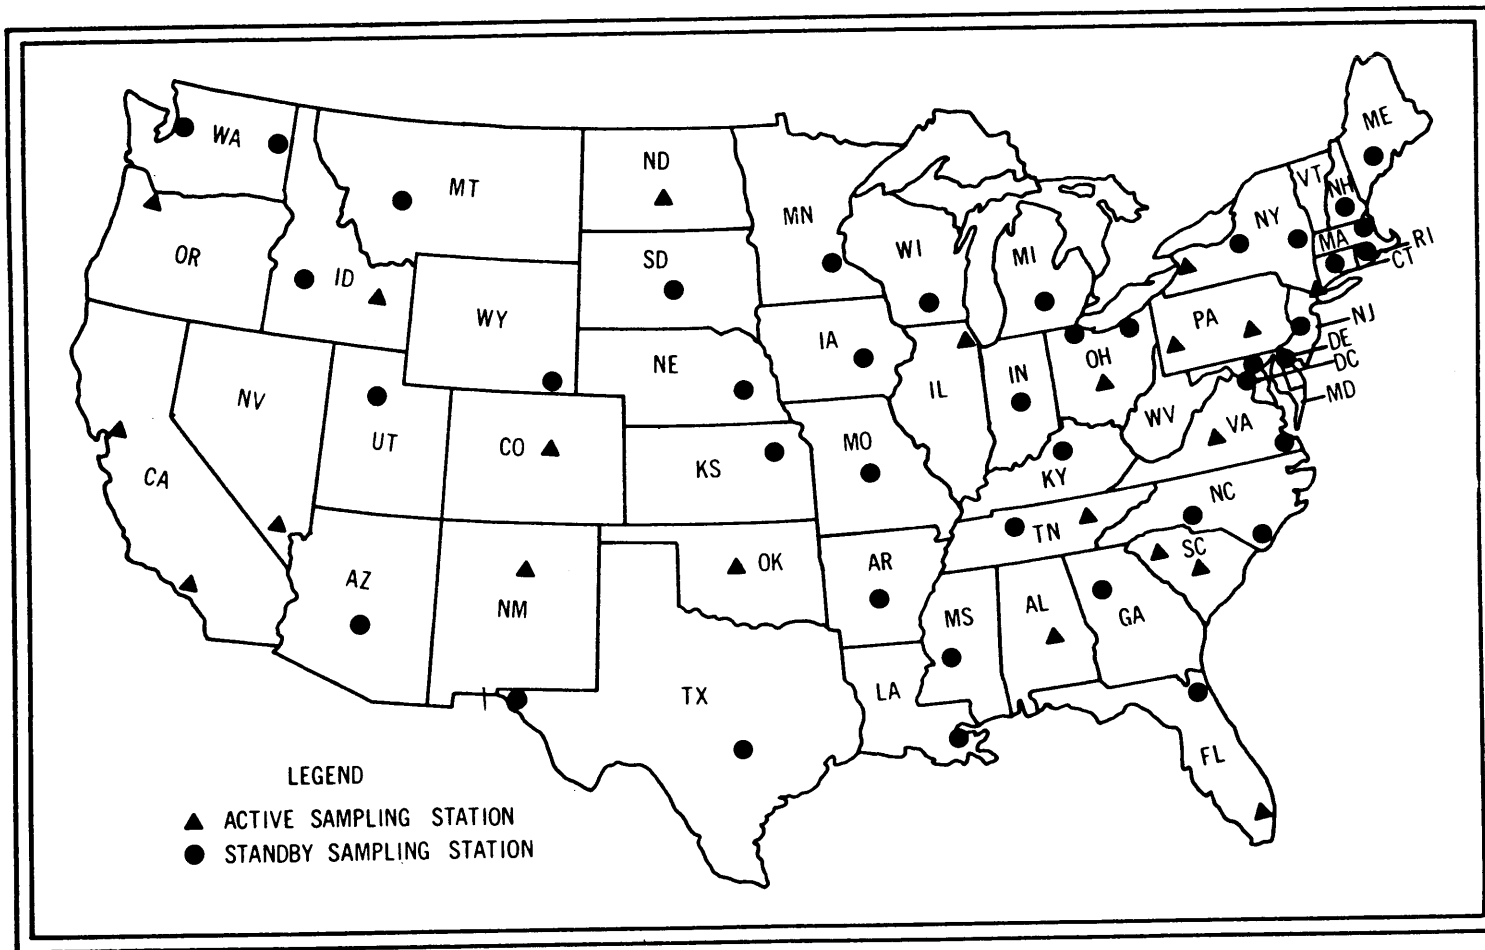 WA
MT
ND
MN
ME
VT
NH
NY
MA
RI
CT
OR
ID
WY
SD
WI
MI
IA
NE
IL
IN
OH
PA
NJ
DE
DC
MD
NV
UT
CO
KS
MO
KY
WV
VA
CA
AZ
NM
OK
AR
TN
NC
SC
MS
AL
GA
TX
LA
FL
LEGEND
ACTIVE SAMPLING STATION
STANDBY SAMPLING STATION